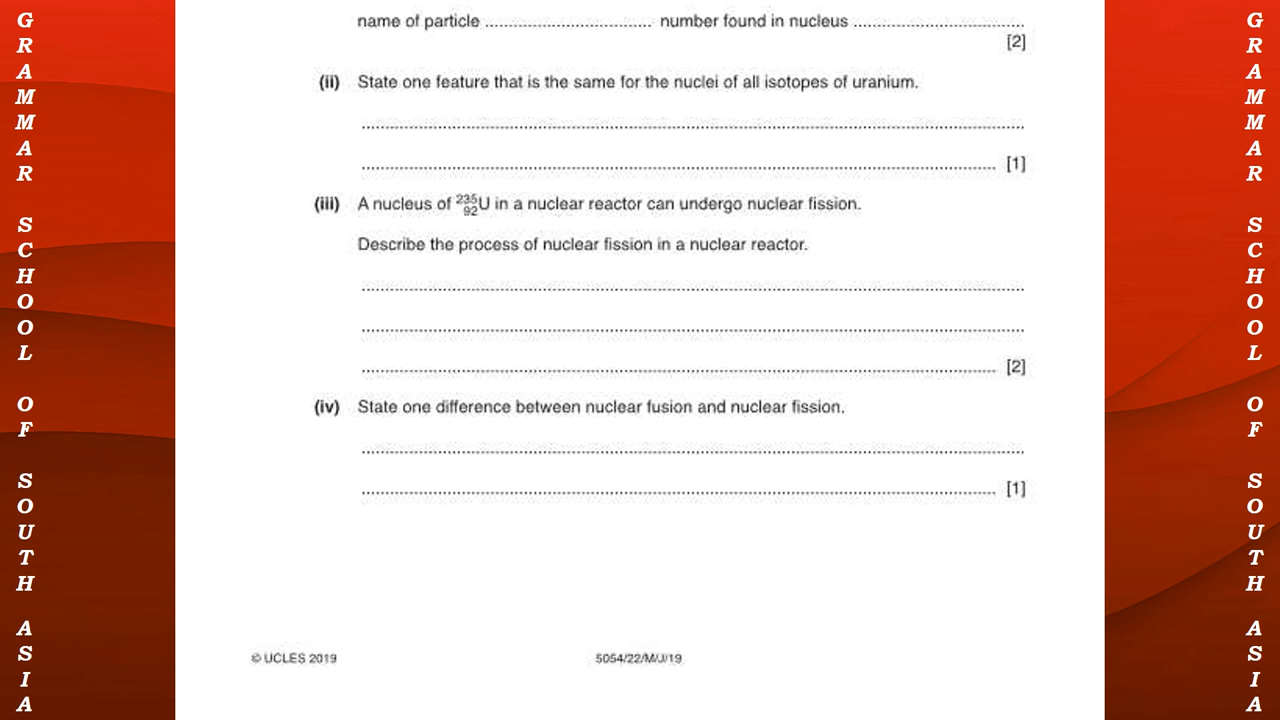 GRAMMAR SCHOOL OF SOUTH ASIA
name of particle ........................................ number found in nucleus ........................................
[2]
(ii) State one feature that is the same for the nuclei of all isotopes of uranium.
................................................................................
................................................................................ [1]
(iii) A nucleus of ²³⁵₉₂U in a nuclear reactor can undergo nuclear fission.
Describe the process of nuclear fission in a nuclear reactor.
................................................................................
................................................................................
................................................................................ [2]
(iv) State one difference between nuclear fusion and nuclear fission.
................................................................................
................................................................................ [1]
© UCLES 2019 5054/22/M/J/19
GRAMMAR SCHOOL OF SOUTH ASIA